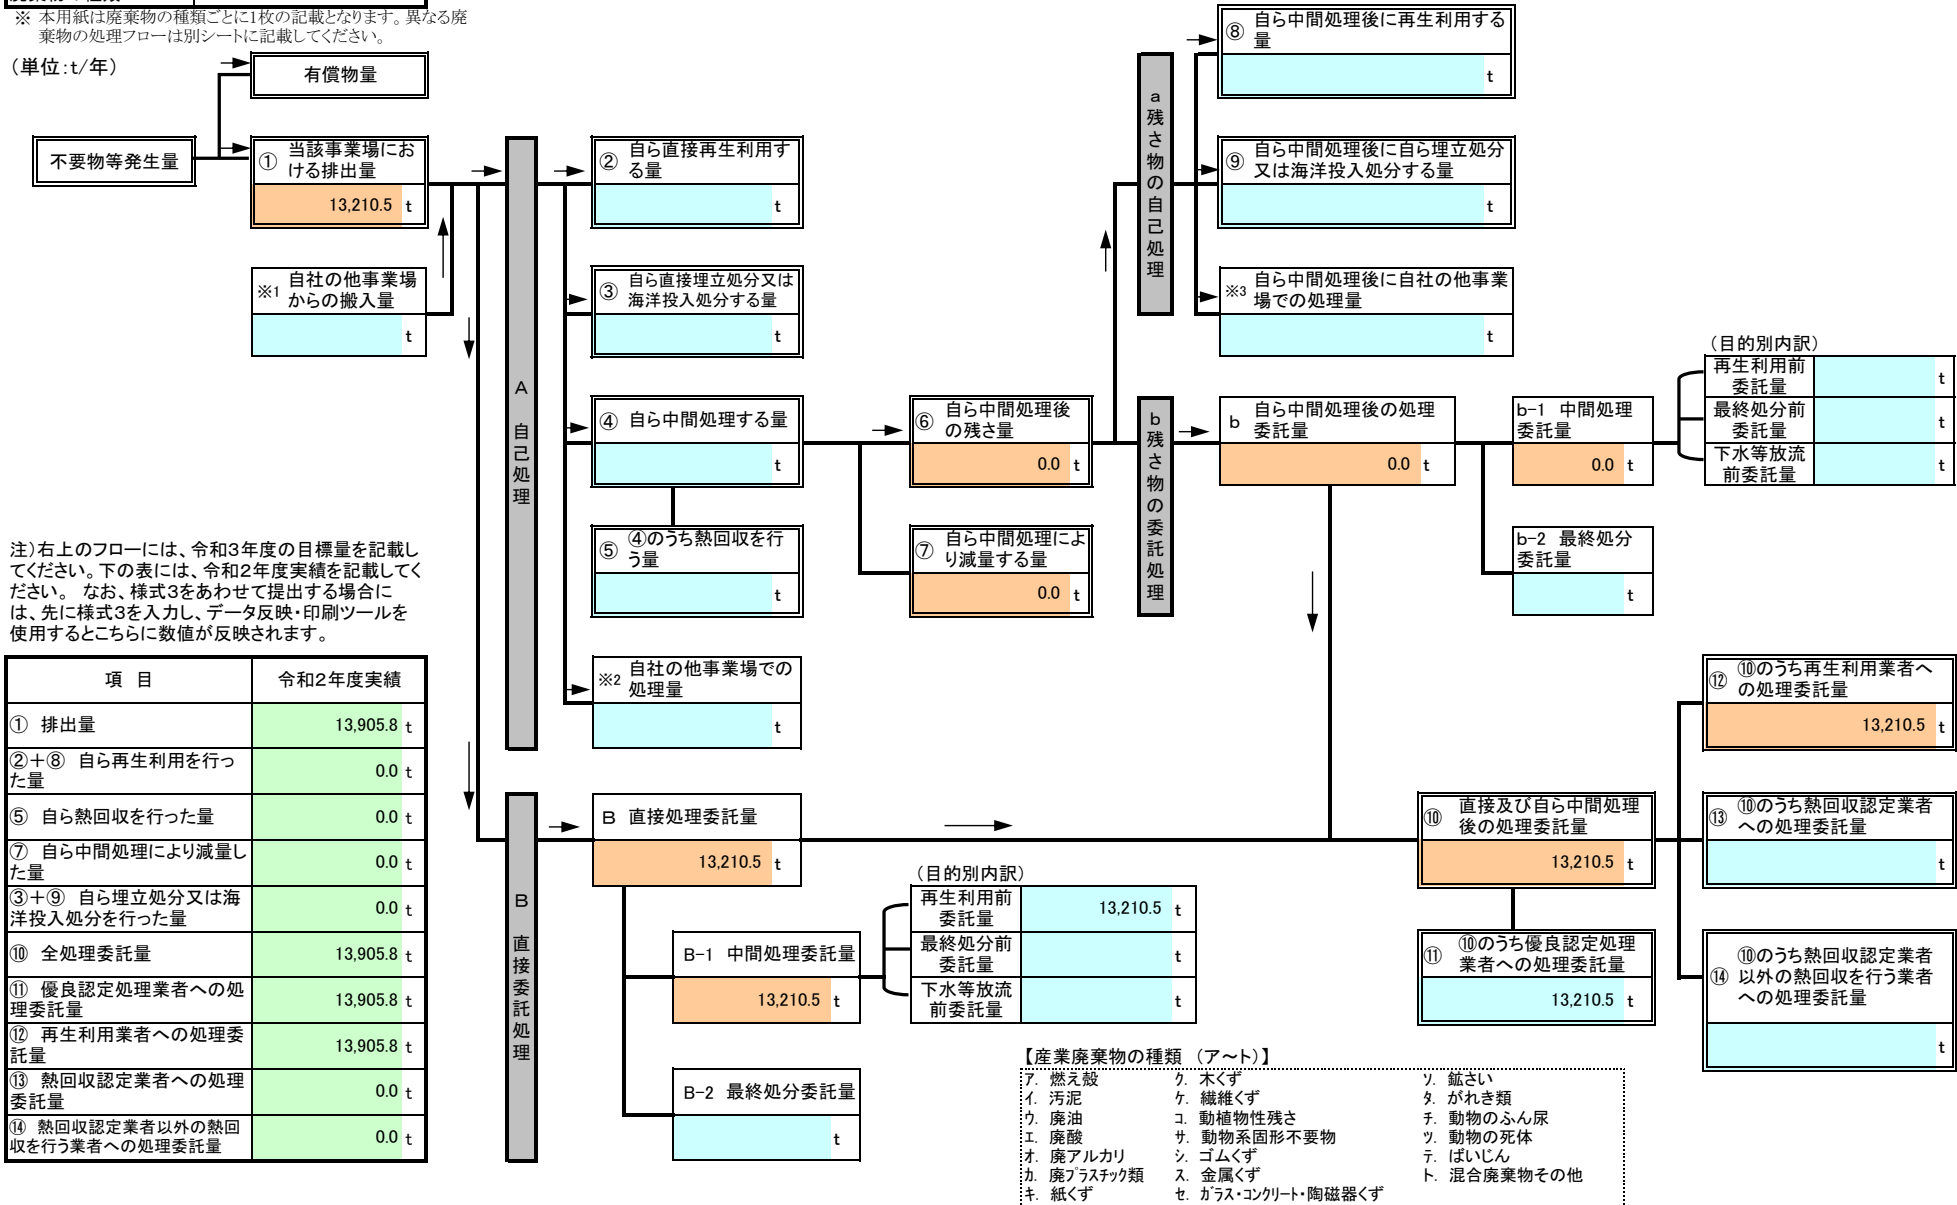 ※ 本用紙は廃棄物の種類ごとに1枚の記載となります。異なる廃
棄物の処理フローは別シートに記載してください。
(単位:t/年)
有償物量
不要物等発生量
① 当該事業場にお
ける排出量
13,210.5 t
※1 自社の他事業場
からの搬入量
t
A 自己処理
② 自ら直接再生利用す
る量
t
③ 自ら直接埋立処分又は
海洋投入処分する量
t
④ 自ら中間処理する量
t
⑤ ④のうち熱回収を行
う量
t
※2 自社の他事業場での
処理量
t
⑥ 自ら中間処理後
の残さ量
0.0 t
⑦ 自ら中間処理によ
り減量する量
0.0 t
a 残さ物の自己処理
⑧ 自ら中間処理後に再生利用する
量
t
⑨ 自ら中間処理後に自ら埋立処分
又は海洋投入処分する量
t
※3 自ら中間処理後に自社の他事業
場での処理量
t
b 残さ物の委託処理
b 自ら中間処理後の処理
委託量
0.0 t
b-1 中間処理
委託量
0.0 t
b-2 最終処分
委託量
t
(目的別内訳)
再生利用前
委託量
t
最終処分前
委託量
t
下水等放流
前委託量
t
注)右上のフローには、令和3年度の目標量を記載し
てください。下の表には、令和2年度実績を記載してく
ださい。 なお、様式3をあわせて提出する場合に
は、先に様式3を入力し、データ反映・印刷ツールを
使用するとこちらに数値が反映されます。
項 目 令和2年度実績
① 排出量 13,905.8 t
②+⑧ 自ら再生利用を行っ
た量
0.0 t
⑤ 自ら熱回収を行った量 0.0 t
⑦ 自ら中間処理により減量し
た量
0.0 t
③+⑨ 自ら埋立処分又は海
洋投入処分を行った量
0.0 t
⑩ 全処理委託量 13,905.8 t
⑪ 優良認定処理業者への処
理委託量
13,905.8 t
⑫ 再生利用業者への処理委
託量
13,905.8 t
⑬ 熱回収認定業者への処理
委託量
0.0 t
⑭ 熱回収認定業者以外の熱回
収を行う業者への処理委託量
0.0 t
B 直接委託処理
B 直接処理委託量
13,210.5 t
B-1 中間処理委託量
13,210.5 t
B-2 最終処分委託量
t
(目的別内訳)
再生利用前
委託量
13,210.5 t
最終処分前
委託量
t
下水等放流
前委託量
t
⑩ 直接及び自ら中間処理
後の処理委託量
13,210.5 t
⑪ ⑩のうち優良認定処理
業者への処理委託量
13,210.5 t
⑫ ⑩のうち再生利用業者へ
の処理委託量
13,210.5 t
⑬ ⑩のうち熱回収認定業者
への処理委託量
t
⑭ ⑩のうち熱回収認定業者
以外の熱回収を行う業者
への処理委託量
t
【産業廃棄物の種類 (ア~ト)】
ア. 燃え殻 ク. 木くず ソ. 鉱さい
イ. 汚泥 ケ. 繊維くず タ. がれき類
ウ. 廃油 コ. 動植物性残さ チ. 動物のふん尿
エ. 廃酸 サ. 動物系固形不要物 ツ. 動物の死体
オ. 廃アルカリ シ. ゴムくず テ. ばいじん
カ. 廃プラスチック類 ス. 金属くず ト. 混合廃棄物その他
キ. 紙くず セ. ガラス・コンクリート・陶磁器くず